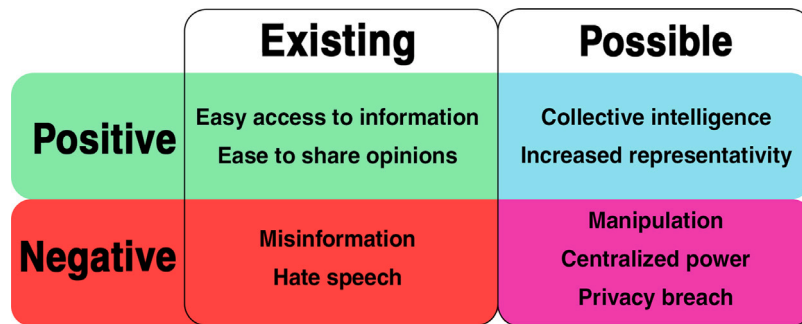 Existing
Possible
Positive
Easy access to information
Ease to share opinions
Collective intelligence
Increased representativity
Negative
Misinformation
Hate speech
Manipulation
Centralized power
Privacy breach